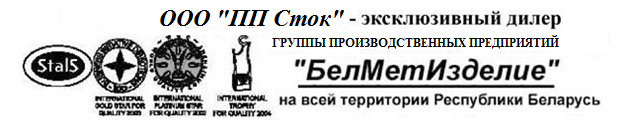 ООО "ПП Сток" - эксклюзивный дилер
ГРУППЫ ПРОИЗВОДСТВЕННЫХ ПРЕДПРИЯТИЙ
"БелМетИзделие"
на всей территории Республики Беларусь
StalS
INTERNATIONAL
GOLD STAR FOR
QUALITY 2003
INTERNATIONAL
PLATINUM STAR
FOR QUALITY 2002
INTERNATIONAL
TROPHY
FOR QUALITY 2004